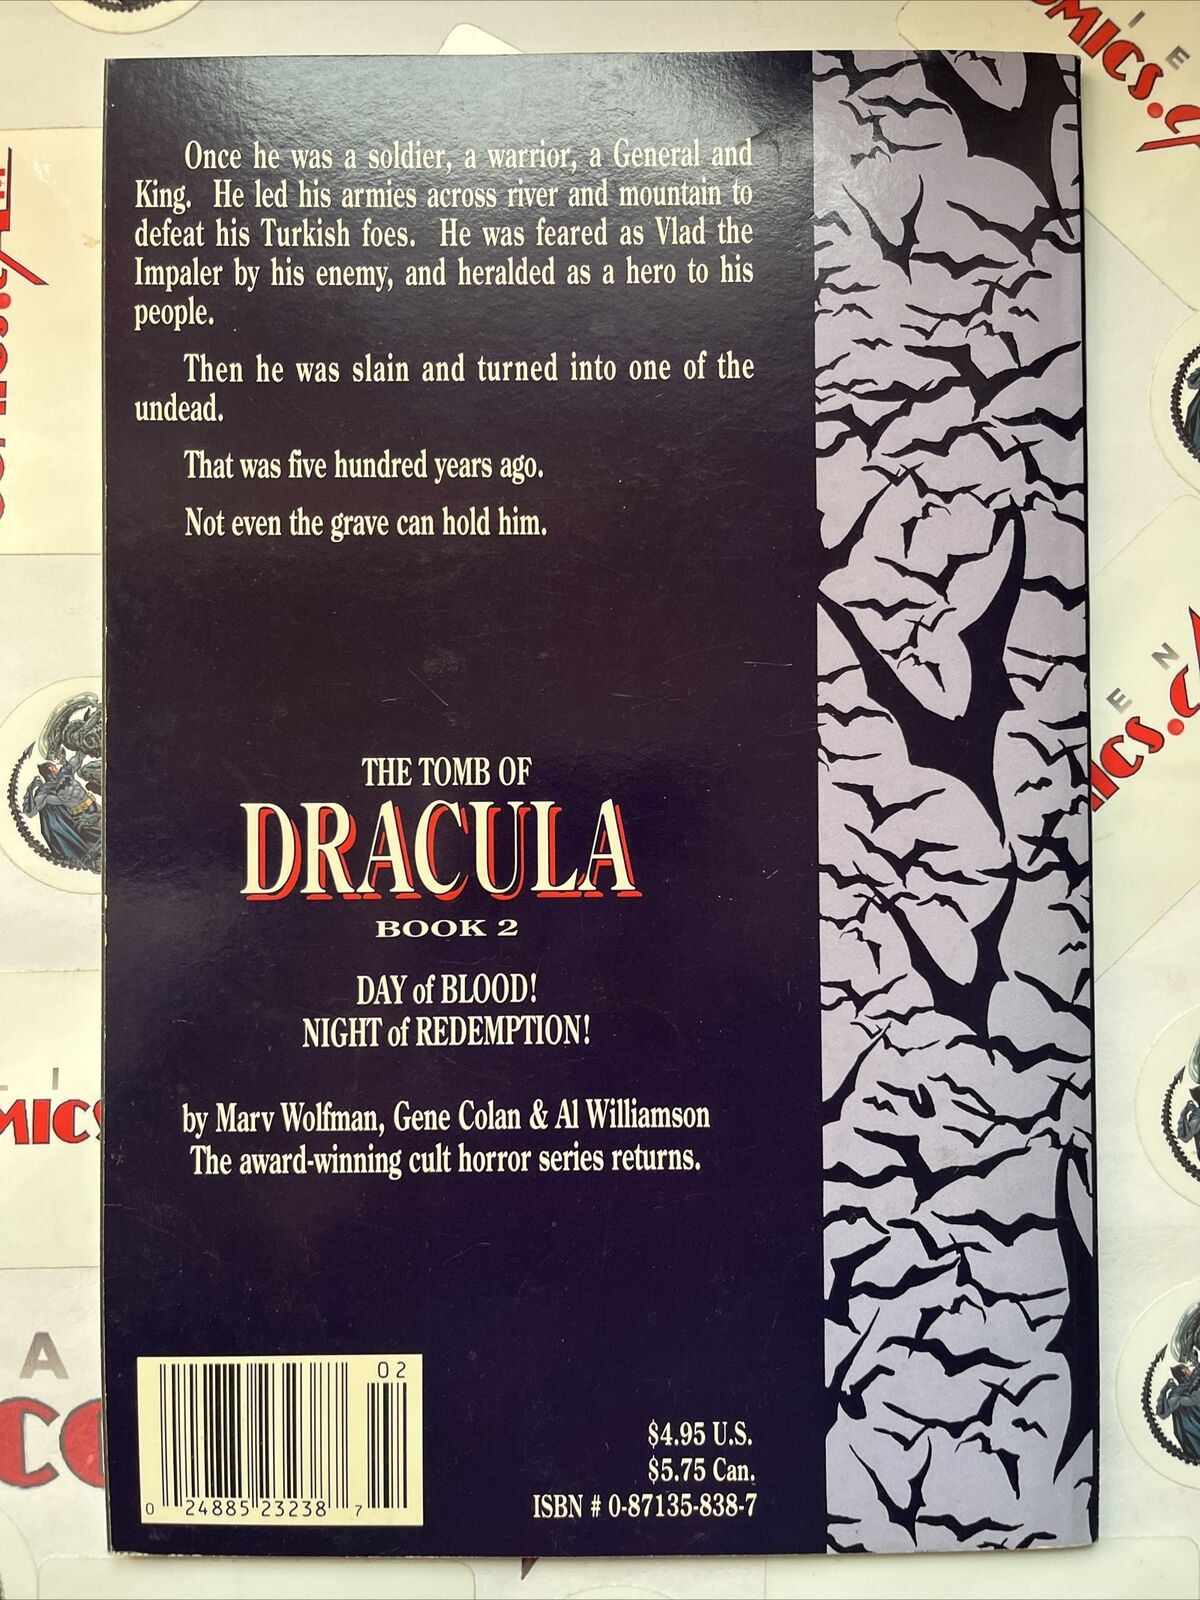 Once he was a soldier, a warrior, a General and
King. He led his armies across river and mountain to
defeat his Turkish foes. He was feared as Vlad the
Impaler by his enemy, and heralded as a hero to his
people.
Then he was slain and turned into one of the
undead.
That was five hundred years ago.
Not even the grave can hold him.
THE TOMB OF
DRACULA
BOOK 2
DAY of BLOOD!
NIGHT of REDEMPTION!
by Marv Wolfman, Gene Colan & Al Williamson
The award-winning cult horror series returns.
02
0 24885 23238 7
$4.95 U.S.
$5.75 Can.
ISBN # 0-87135-838-7